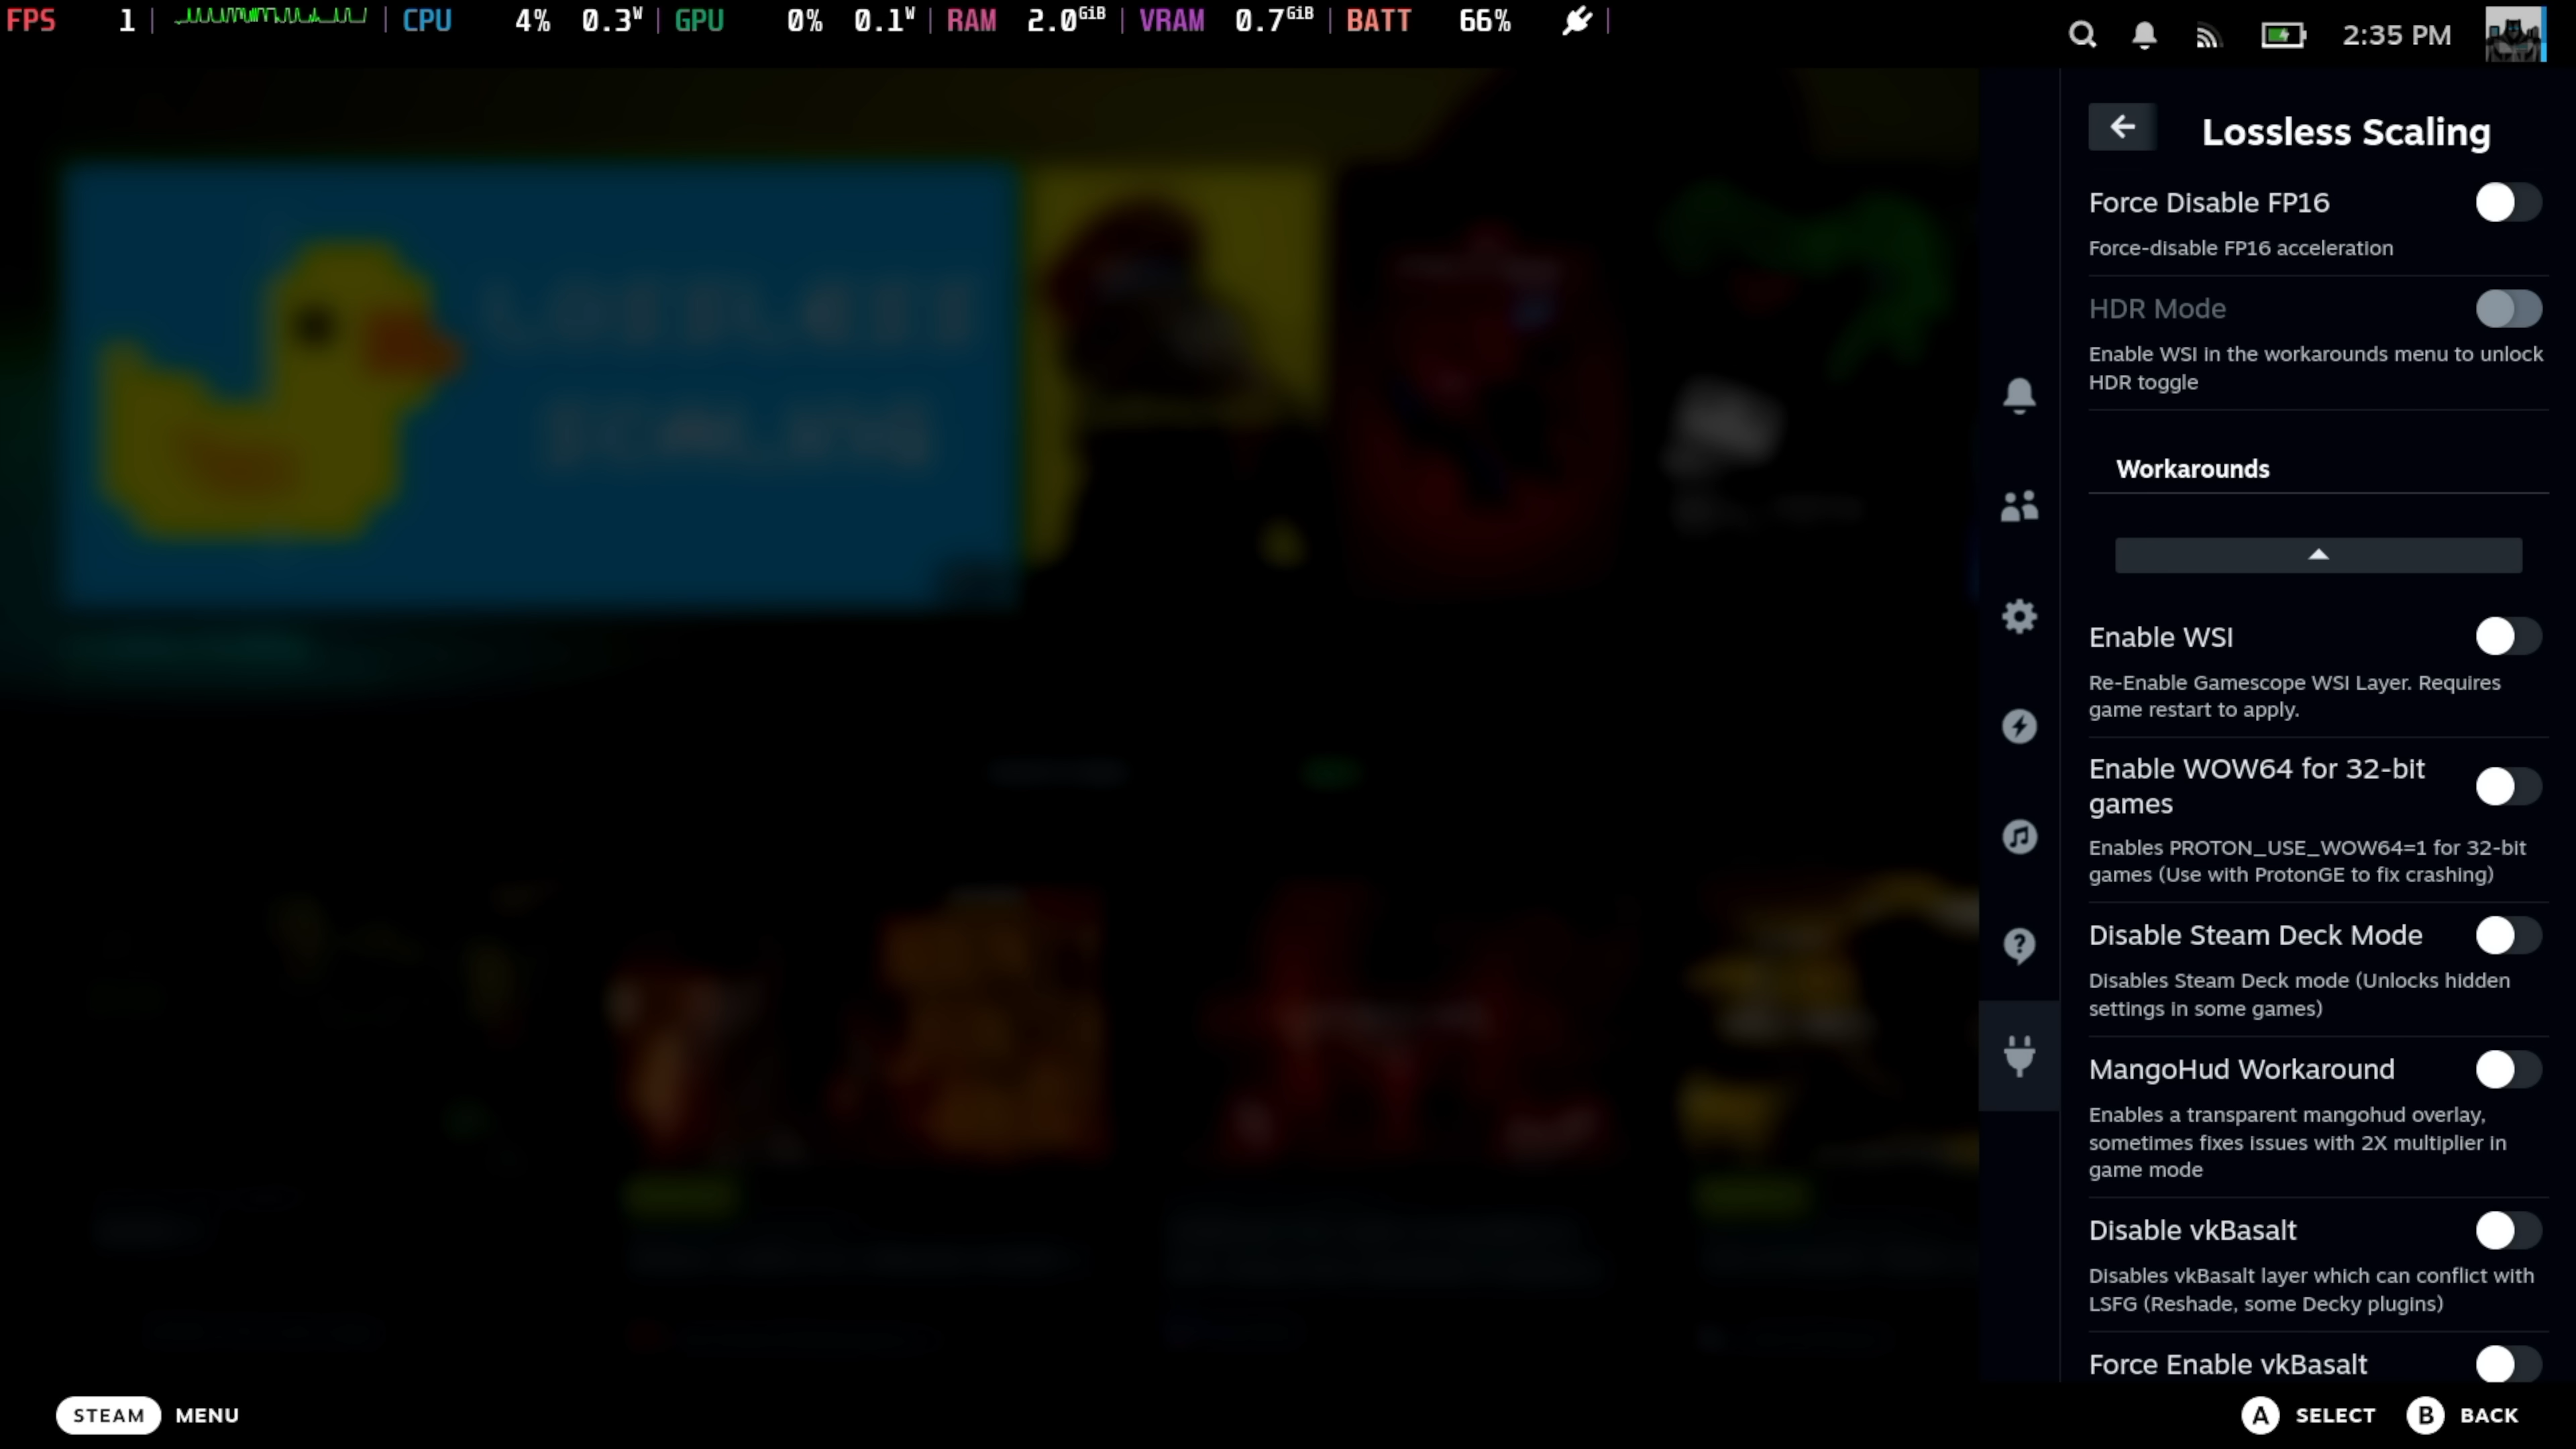 FPS 1 CPU 4% 0.3W GPU 0% 0.1W RAM 2.0GiB VRAM 0.7GiB BATT 66%
2:35 PM
LOSSLESS
SCALING
Lossless Scaling
Force Disable FP16
Force-disable FP16 acceleration
HDR Mode
Enable WSI in the workarounds menu to unlock
HDR toggle
Workarounds
Enable WSI
Re-Enable Gamescope WSI Layer. Requires
game restart to apply.
Enable WOW64 for 32-bit
games
Enables PROTON_USE_WOW64=1 for 32-bit
games (Use with ProtonGE to fix crashing)
Disable Steam Deck Mode
Disables Steam Deck mode (Unlocks hidden
settings in some games)
MangoHud Workaround
Enables a transparent mangohud overlay,
sometimes fixes issues with 2X multiplier in
game mode
Disable vkBasalt
Disables vkBasalt layer which can conflict with
LSFG (Reshade, some Decky plugins)
Force Enable vkBasalt
STEAM MENU
A SELECT B BACK